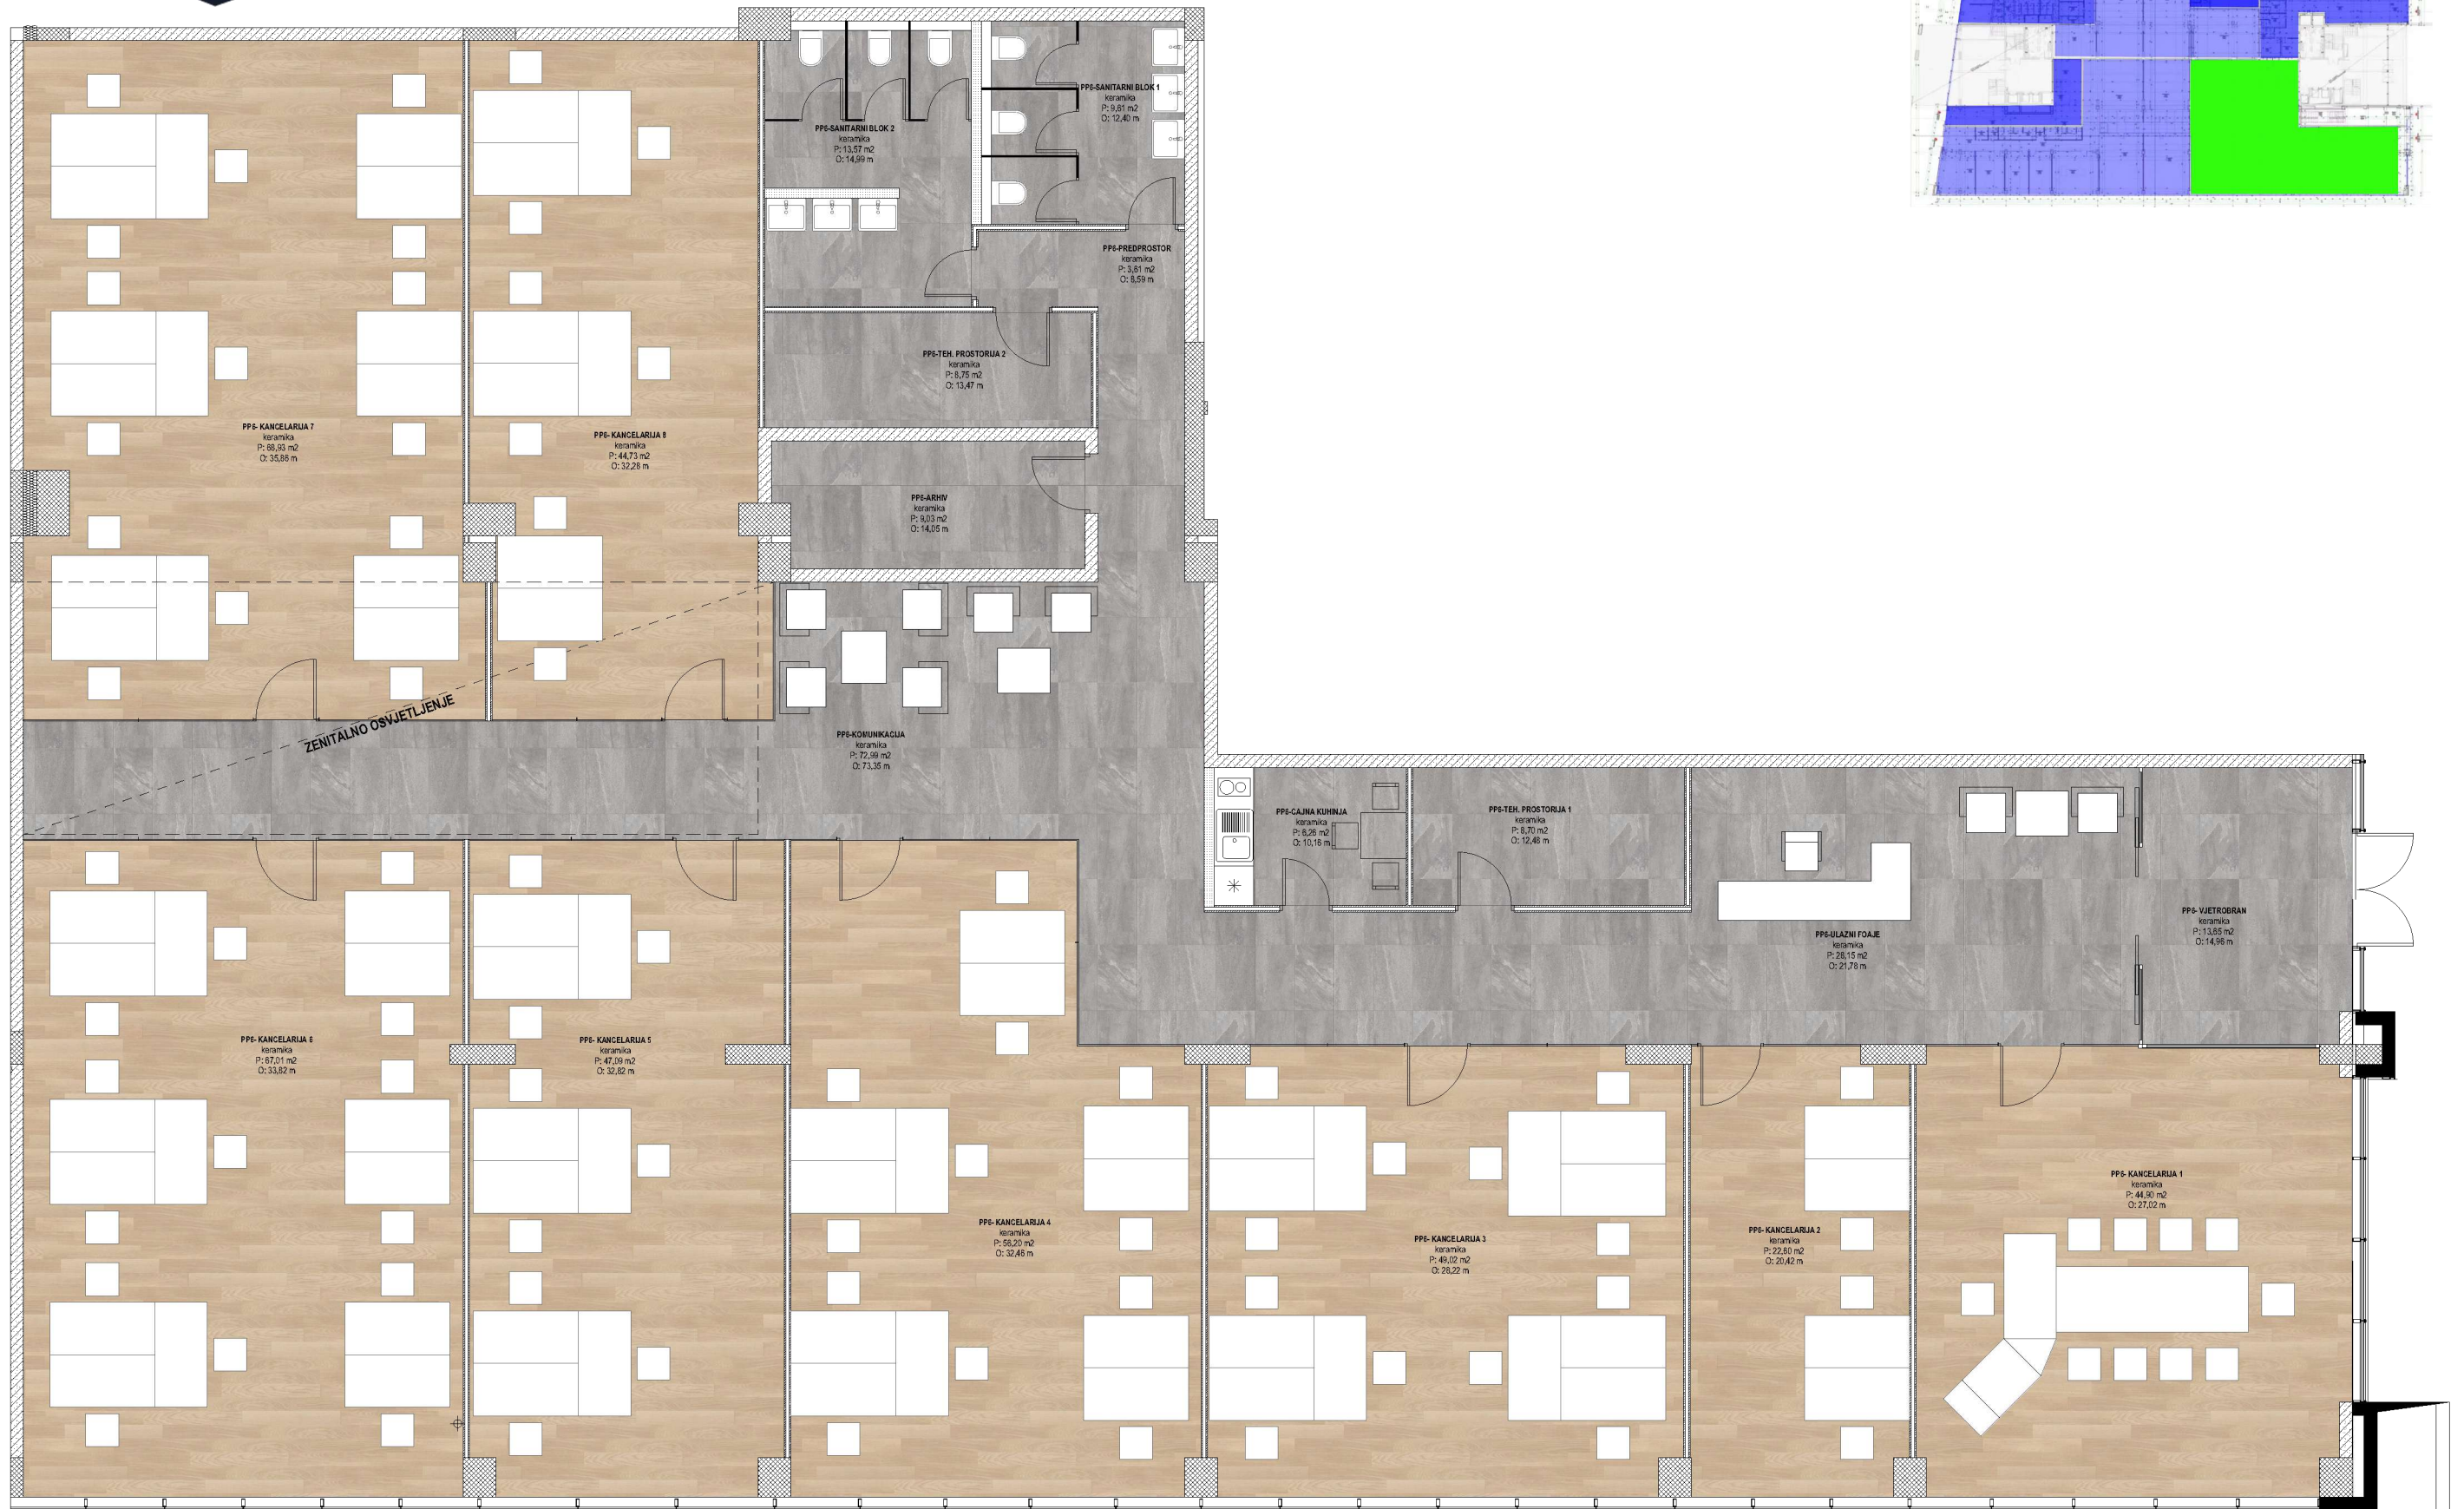 PP6-SANITARNI BLOK 1
keramika
P: 9,61 m2
O: 12,40 m
PP6-SANITARNI BLOK 2
keramika
P: 13,57 m2
O: 14,99 m
PP6-PREDPROSTOR
keramika
P: 3,61 m2
O: 8,59 m
PP6-TEH. PROSTORIJA 2
keramika
P: 8,75 m2
O: 13,47 m
PP6- KANCELARIJA 7
keramika
P: 68,93 m2
O: 35,86 m
PP6- KANCELARIJA 8
keramika
P: 44,73 m2
O: 32,28 m
PP6-ARHIV
keramika
P: 9,03 m2
O: 14,05 m
ZENITALNO OSVJETLJENJE
PP6-KOMUNIKACIJA
keramika
P: 72,99 m2
O: 73,35 m
PP6-CAJNA KUHINJA
keramika
P: 6,26 m2
O: 10,16 m
PP6-TEH. PROSTORIJA 1
keramika
P: 8,70 m2
O: 12,48 m
PP6-ULAZNI FOAJE
keramika
P: 28,15 m2
O: 21,78 m
PP6- VJETROBRAN
keramika
P: 13,65 m2
O: 14,96 m
PP6- KANCELARIJA 6
keramika
P: 67,01 m2
O: 33,82 m
PP6- KANCELARIJA 5
keramika
P: 47,09 m2
O: 32,82 m
PP6- KANCELARIJA 4
keramika
P: 56,20 m2
O: 32,46 m
PP6- KANCELARIJA 3
keramika
P: 49,02 m2
O: 28,22 m
PP6- KANCELARIJA 2
keramika
P: 22,60 m2
O: 20,42 m
PP6- KANCELARIJA 1
keramika
P: 44,90 m2
O: 27,02 m